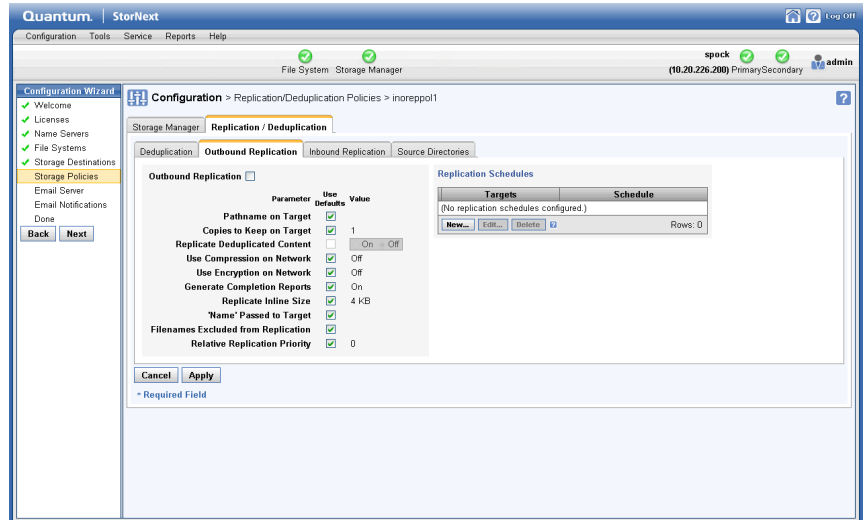 Quantum. StorNext
Log Off
Configuration Tools Service Reports Help
File System Storage Manager
spock
(10.20.226.200) Primary Secondary
admin
Configuration Wizard
Welcome
Licenses
Name Servers
File Systems
Storage Destinations
Storage Policies
Email Server
Email Notifications
Done
Back Next
Configuration > Replication/Deduplication Policies > inoreppol1
?
Storage Manager Replication / Deduplication
Deduplication Outbound Replication Inbound Replication Source Directories
Outbound Replication
Parameter Use Defaults Value
Pathname on Target
Copies to Keep on Target 1
Replicate Deduplicated Content On Off
Use Compression on Network Off
Use Encryption on Network Off
Generate Completion Reports On
Replicate Inline Size 4 KB
'Name' Passed to Target
Filenames Excluded from Replication
Relative Replication Priority 0
Replication Schedules
Targets Schedule
(No replication schedules configured.)
New... Edit... Delete ? Rows: 0
Cancel Apply
* Required Field